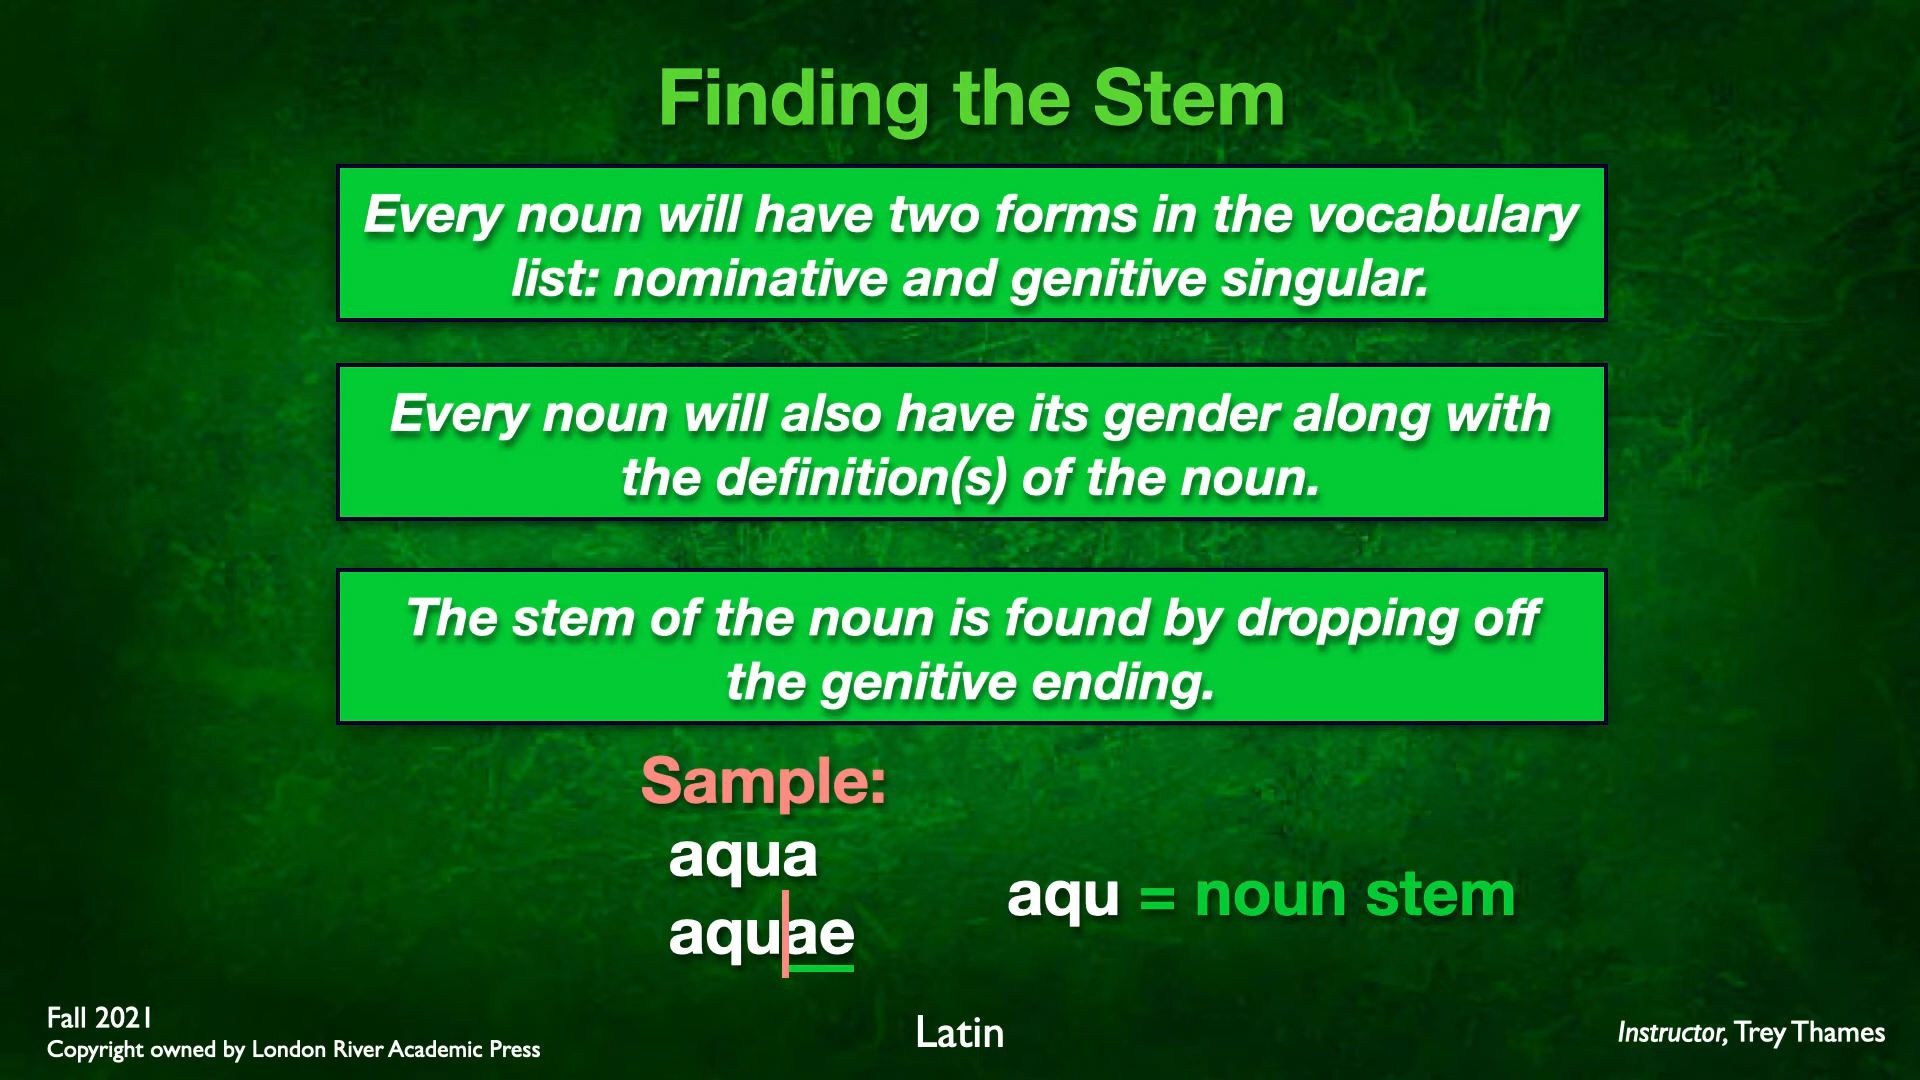 Finding the Stem
Every noun will have two forms in the vocabulary
list: nominative and genitive singular.
Every noun will also have its gender along with
the definition(s) of the noun.
The stem of the noun is found by dropping off
the genitive ending.
Sample:
aqua
aquae
aqu = noun stem
Fall 2021
Copyright owned by London River Academic Press
Latin
Instructor, Trey Thames